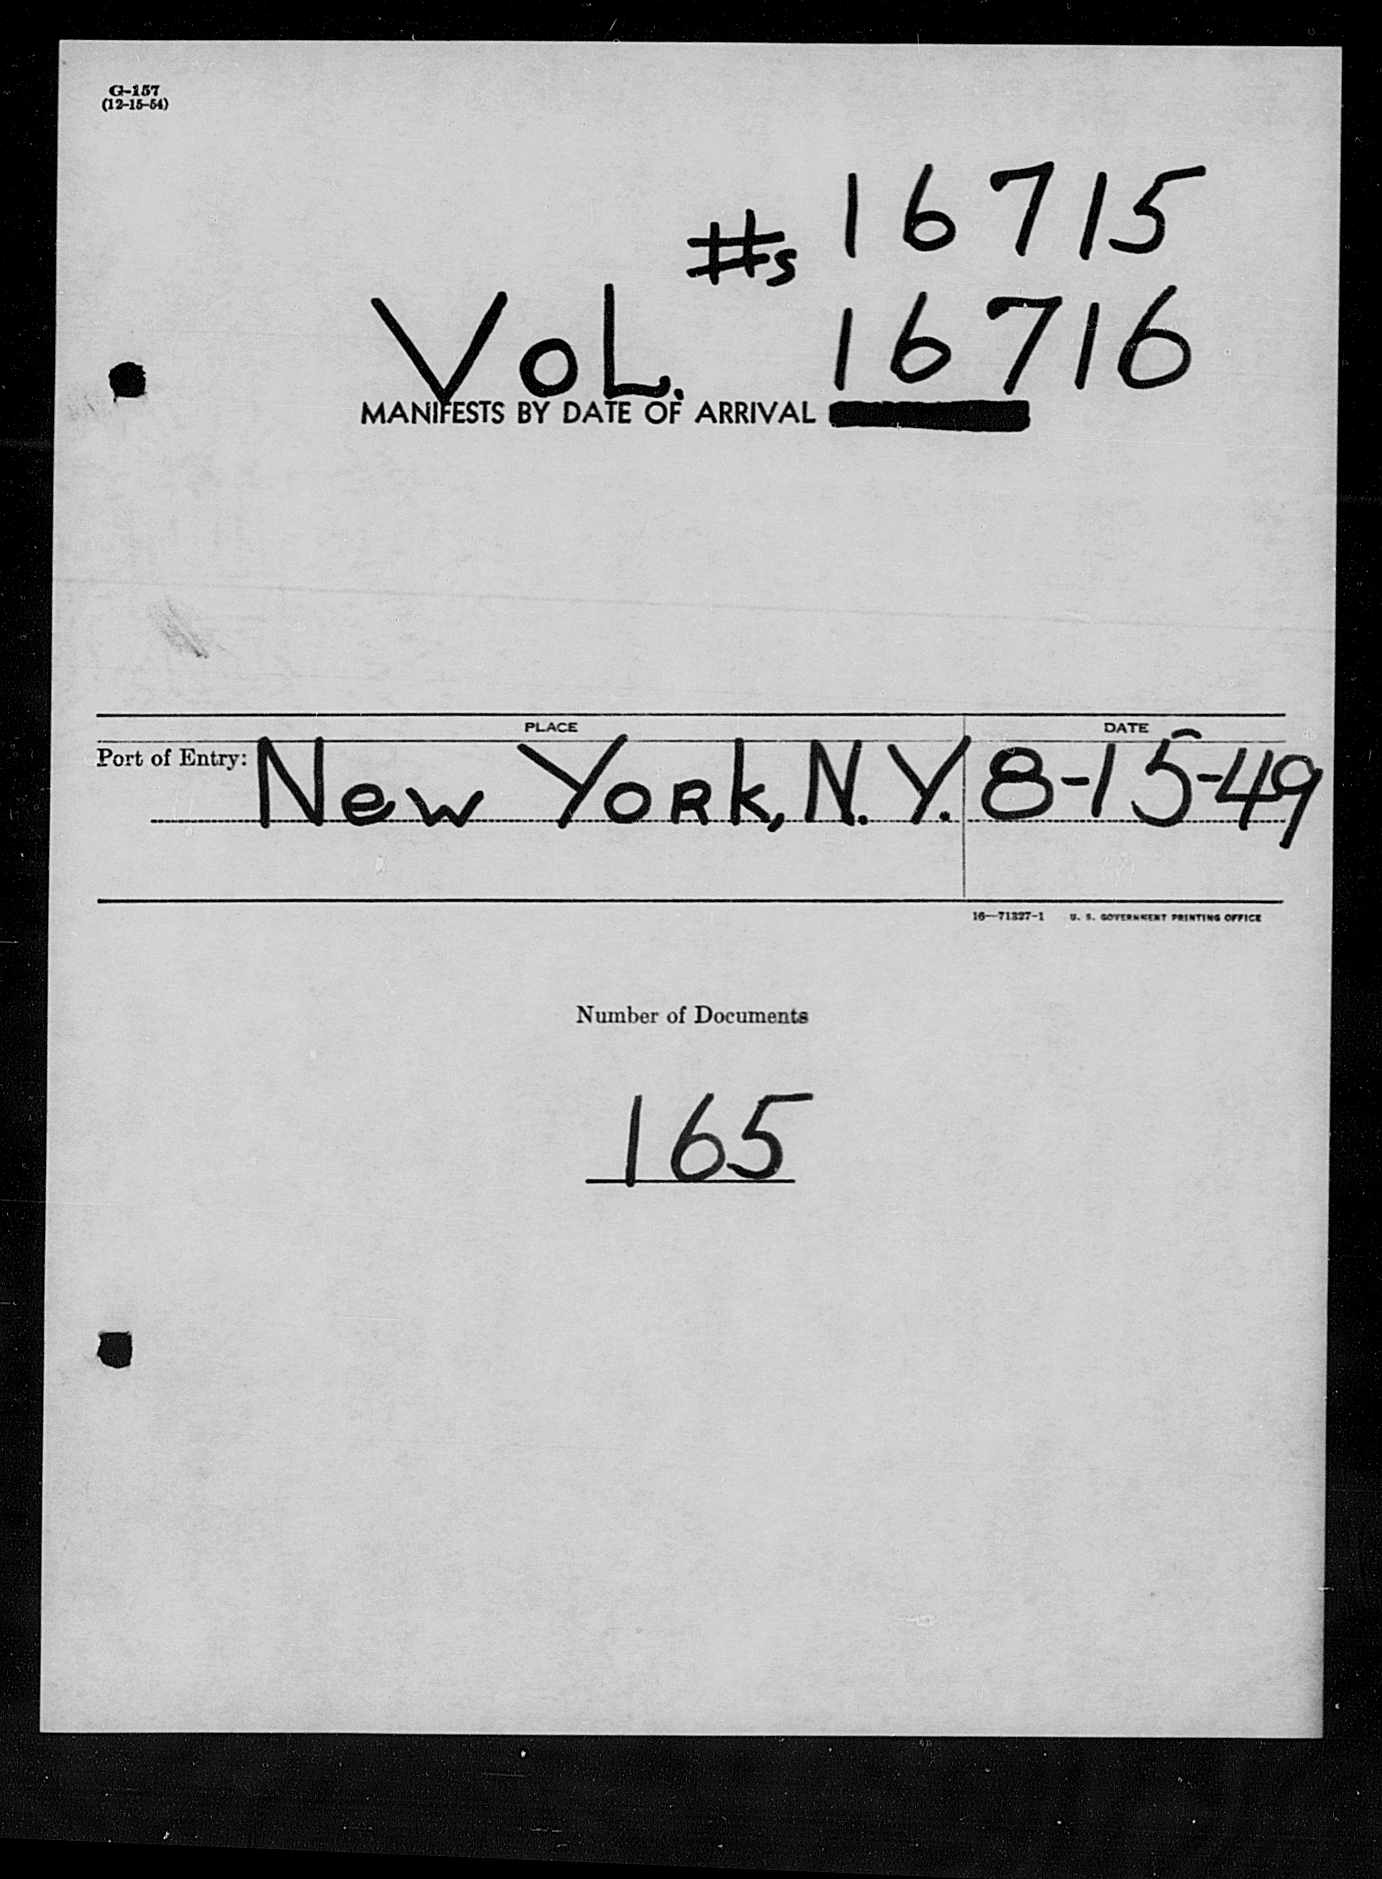 G-157
(12-15-54)
#s 16715
VOL. 16716
MANIFESTS BY DATE OF ARRIVAL
PLACE DATE
Port of Entry: New York, N.Y. 8-15-49
16—71327-1 U. S. GOVERNMENT PRINTING OFFICE
Number of Documents
165